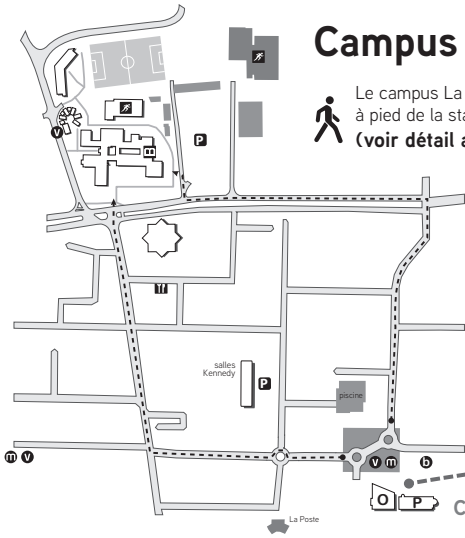 Campus
Le campus La
à pied de la sta
(voir détail a
V
P
salles
Kennedy
P
piscine
m V
V m b
O P C
La Poste